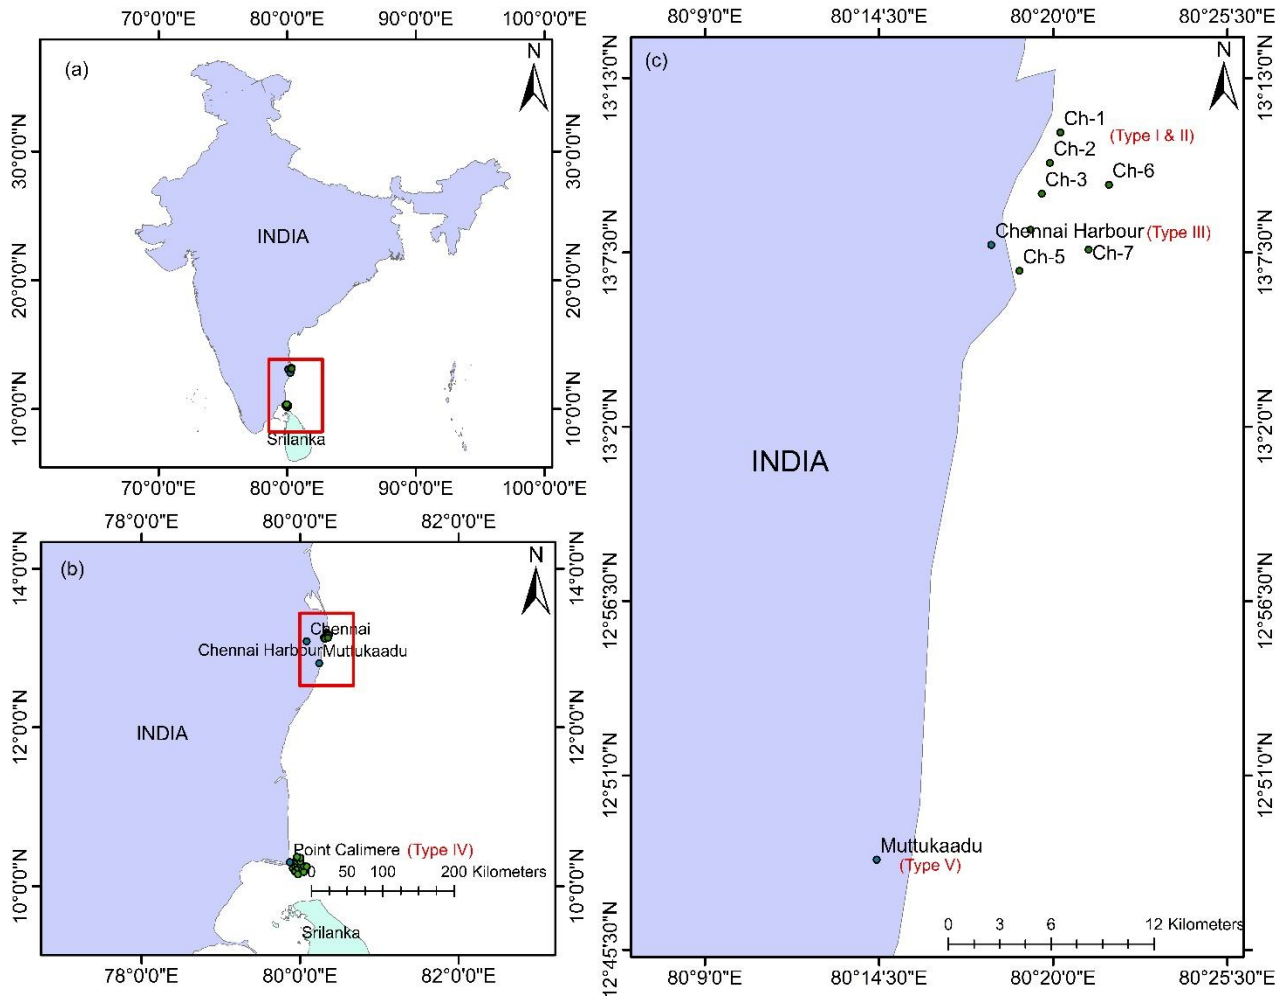 70°0'0"E 80°0'0"E 90°0'0"E 100°0'0"E
(a)
N
30°0'0"N 30°0'0"N
INDIA
20°0'0"N 20°0'0"N
10°0'0"N 10°0'0"N
Srilanka
70°0'0"E 80°0'0"E 90°0'0"E 100°0'0"E
78°0'0"E 80°0'0"E 82°0'0"E
(b)
N
14°0'0"N 14°0'0"N
Chennai
Chennai Harbour Muttukaadu
INDIA
12°0'0"N 12°0'0"N
Point Calimere (Type IV)
0 50 100 200 Kilometers
10°0'0"N 10°0'0"N
Srilanka
78°0'0"E 80°0'0"E 82°0'0"E
80°9'0"E 80°14'30"E 80°20'0"E 80°25'30"E
(c)
N
13°13'0"N 13°13'0"N
Ch-1
(Type I & II)
Ch-2
Ch-3 Ch-6
Chennai Harbour (Type III)
13°7'30"N 13°7'30"N
Ch-5 Ch-7
13°2'0"N 13°2'0"N
INDIA
12°56'30"N 12°56'30"N
12°51'0"N 12°51'0"N
Muttukaadu
(Type V)
0 3 6 12 Kilometers
12°45'30"N 12°45'30"N
80°9'0"E 80°14'30"E 80°20'0"E 80°25'30"E